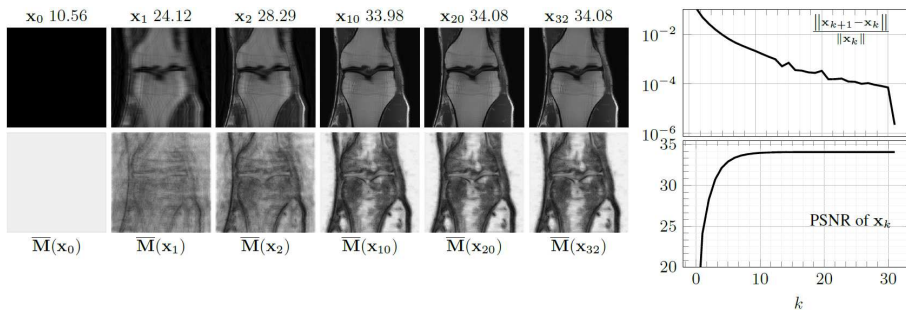 x₀ 10.56 x₁ 24.12 x₂ 28.29 x₁₀ 33.98 x₂₀ 34.08 x₃₂ 34.08
M̅(x₀) M̅(x₁) M̅(x₂) M̅(x₁₀) M̅(x₂₀) M̅(x₃₂)
10⁻²
10⁻⁴
10⁻⁶
‖xₖ₊₁−xₖ‖
‖xₖ‖
35
30
25
20
PSNR of xₖ
0 10 20 30
k